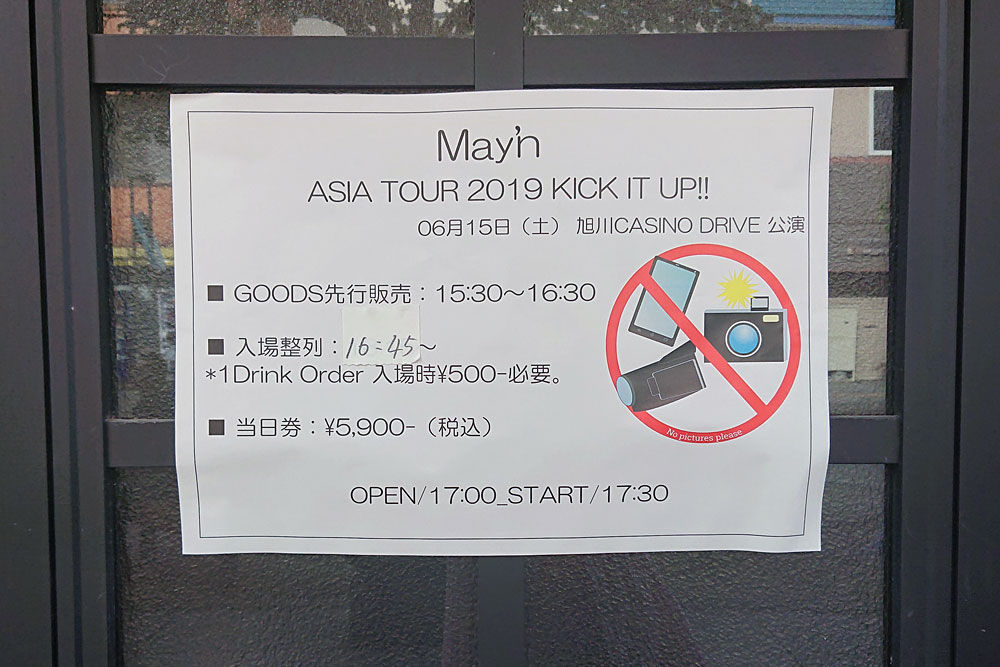 May'n
ASIA TOUR 2019 KICK IT UP!!
06月15日（土） 旭川CASINO DRIVE 公演
■ GOODS先行販売：15:30～16:30
■ 入場整列：16:45～
*1Drink Order 入場時¥500-必要。
■ 当日券：¥5,900-（税込）
No pictures please
OPEN/17:00_START/17:30